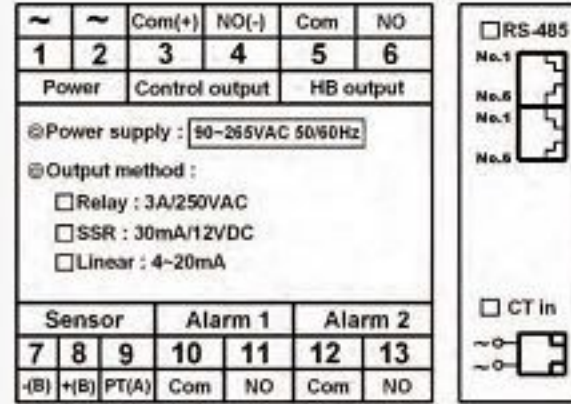 ~ ~ Com(+) NO(-) Com NO
1 2 3 4 5 6
Power Control output HB output
◎Power supply : 90~265VAC 50/60Hz
◎Output method :
□Relay : 3A/250VAC
□SSR : 30mA/12VDC
□Linear : 4~20mA
Sensor Alarm 1 Alarm 2
7 8 9 10 11 12 13
-(B) +(B) PT(A) Com NO Com NO
□RS-485
No.1
No.6
No.1
No.6
□ CT in
~
~